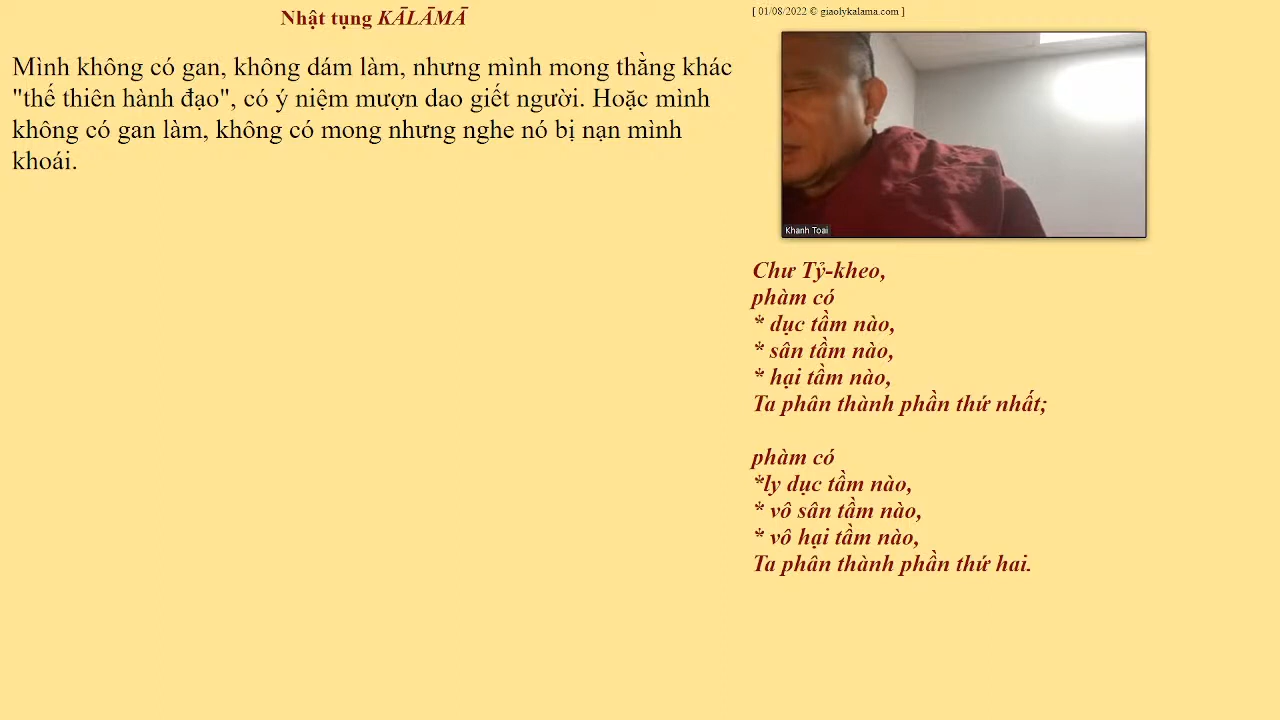 Nhật tụng KĀLĀMĀ
Mình không có gan, không dám làm, nhưng mình mong thằng khác
"thế thiên hành đạo", có ý niệm mượn dao giết người. Hoặc mình
không có gan làm, không có mong nhưng nghe nó bị nạn mình
khoái.
[ 01/08/2022 © giaolykalama.com ]
Khanh Toai
Chư Tỷ-kheo,
phàm có
* dục tầm nào,
* sân tầm nào,
* hại tầm nào,
Ta phân thành phần thứ nhất;
phàm có
*ly dục tầm nào,
* vô sân tầm nào,
* vô hại tầm nào,
Ta phân thành phần thứ hai.